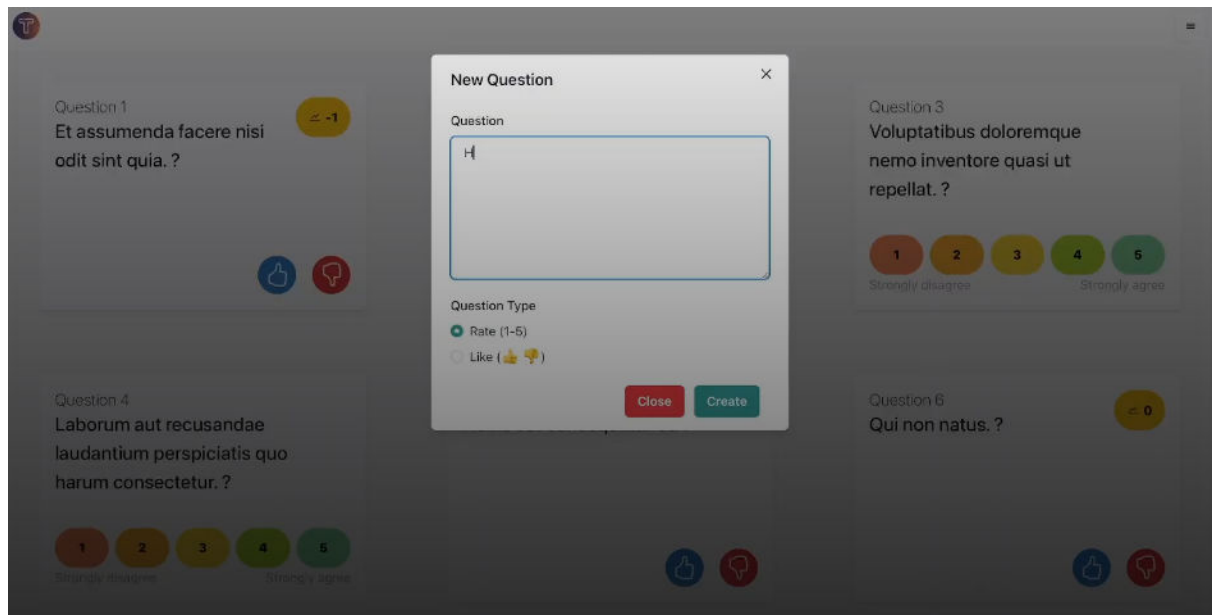 T
New Question
Question
H
Question Type
Rate (1-5)
Like (👍 👎)
Close
Create
Question 1
Et assumenda facere nisi
odit sint quia. ?
-1
Question 3
Voluptatibus doloremque
nemo inventore quasi ut
repellat. ?
1 2 3 4 5
Strongly disagree Strongly agree
Question 4
Laborum aut recusandae
laudantium perspiciatis quo
harum consectetur. ?
1 2 3 4 5
Strongly disagree Strongly agree
Question 6
Qui non natus. ?
0